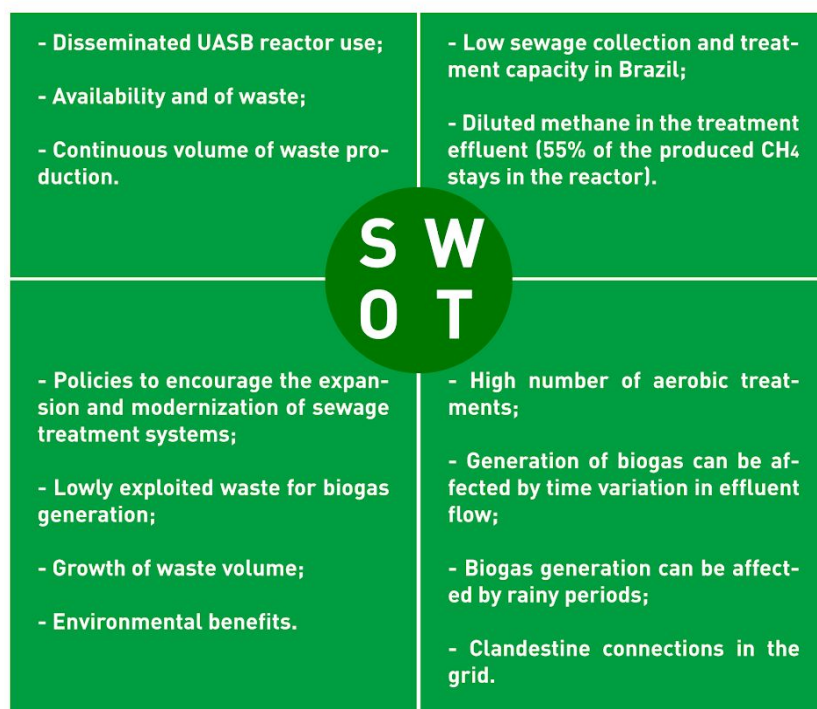 - Disseminated UASB reactor use;
- Availability and of waste;
- Continuous volume of waste pro-
duction.
- Low sewage collection and treat-
ment capacity in Brazil;
- Diluted methane in the treatment
effluent (55% of the produced CH₄
stays in the reactor).
S W
O T
- Policies to encourage the expan-
sion and modernization of sewage
treatment systems;
- Lowly exploited waste for biogas
generation;
- Growth of waste volume;
- Environmental benefits.
- High number of aerobic treat-
ments;
- Generation of biogas can be af-
fected by time variation in effluent
flow;
- Biogas generation can be affect-
ed by rainy periods;
- Clandestine connections in the
grid.